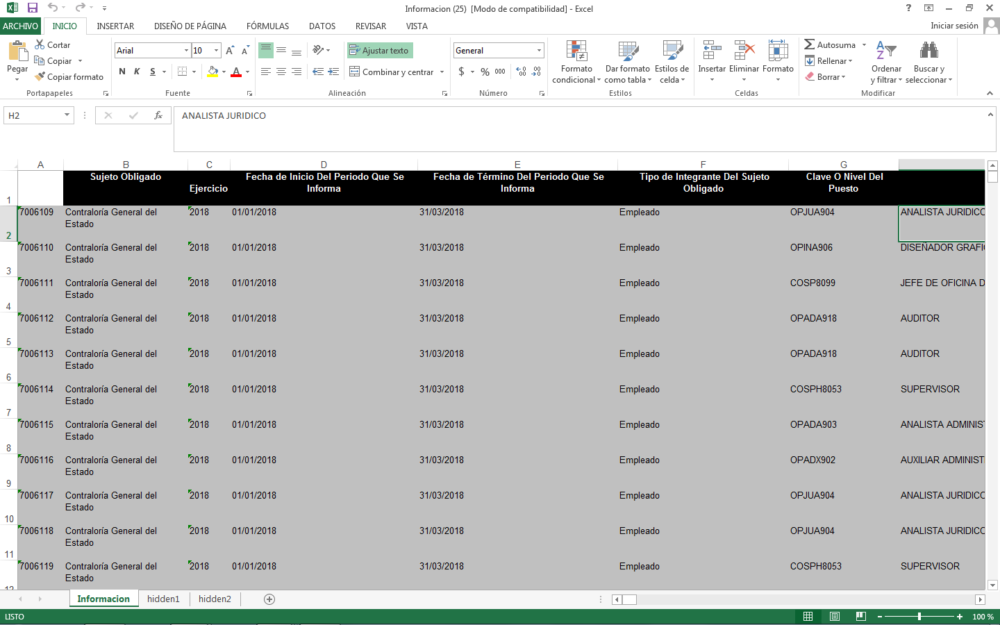 Informacion (25)  [Modo de compatibilidad] - Excel
ARCHIVO INICIO INSERTAR DISEÑO DE PÁGINA FÓRMULAS DATOS REVISAR VISTA Iniciar sesión
Pegar
Cortar
Copiar
Copiar formato
Portapapeles
Arial 10
N K S
Fuente
Ajustar texto
Combinar y centrar
Alineación
General
$ % 000
Número
Formato condicional
Dar formato como tabla
Estilos de celda
Estilos
Insertar Eliminar Formato
Celdas
Autosuma
Rellenar
Borrar
Ordenar y filtrar
Buscar y seleccionar
Modificar
H2 fx ANALISTA JURIDICO
A B C D E F G
1 Sujeto Obligado Ejercicio Fecha de Inicio Del Periodo Que Se Informa Fecha de Término Del Periodo Que Se Informa Tipo de Integrante Del Sujeto Obligado Clave O Nivel Del Puesto
2 7006109 Contraloría General del Estado 2018 01/01/2018 31/03/2018 Empleado OPJUA904 ANALISTA JURIDICO
3 7006110 Contraloría General del Estado 2018 01/01/2018 31/03/2018 Empleado OPINA906 DISEÑADOR GRAFI
4 7006111 Contraloría General del Estado 2018 01/01/2018 31/03/2018 Empleado COSP8099 JEFE DE OFICINA D
5 7006112 Contraloría General del Estado 2018 01/01/2018 31/03/2018 Empleado OPADA918 AUDITOR
6 7006113 Contraloría General del Estado 2018 01/01/2018 31/03/2018 Empleado OPADA918 AUDITOR
7 7006114 Contraloría General del Estado 2018 01/01/2018 31/03/2018 Empleado COSPH8053 SUPERVISOR
8 7006115 Contraloría General del Estado 2018 01/01/2018 31/03/2018 Empleado OPADA903 ANALISTA ADMINIST
9 7006116 Contraloría General del Estado 2018 01/01/2018 31/03/2018 Empleado OPADX902 AUXILIAR ADMINIST
10 7006117 Contraloría General del Estado 2018 01/01/2018 31/03/2018 Empleado OPJUA904 ANALISTA JURIDICO
11 7006118 Contraloría General del Estado 2018 01/01/2018 31/03/2018 Empleado OPJUA904 ANALISTA JURIDICO
12 7006119 Contraloría General del Estado 2018 01/01/2018 31/03/2018 Empleado COSPH8053 SUPERVISOR
Informacion hidden1 hidden2
LISTO 100 %